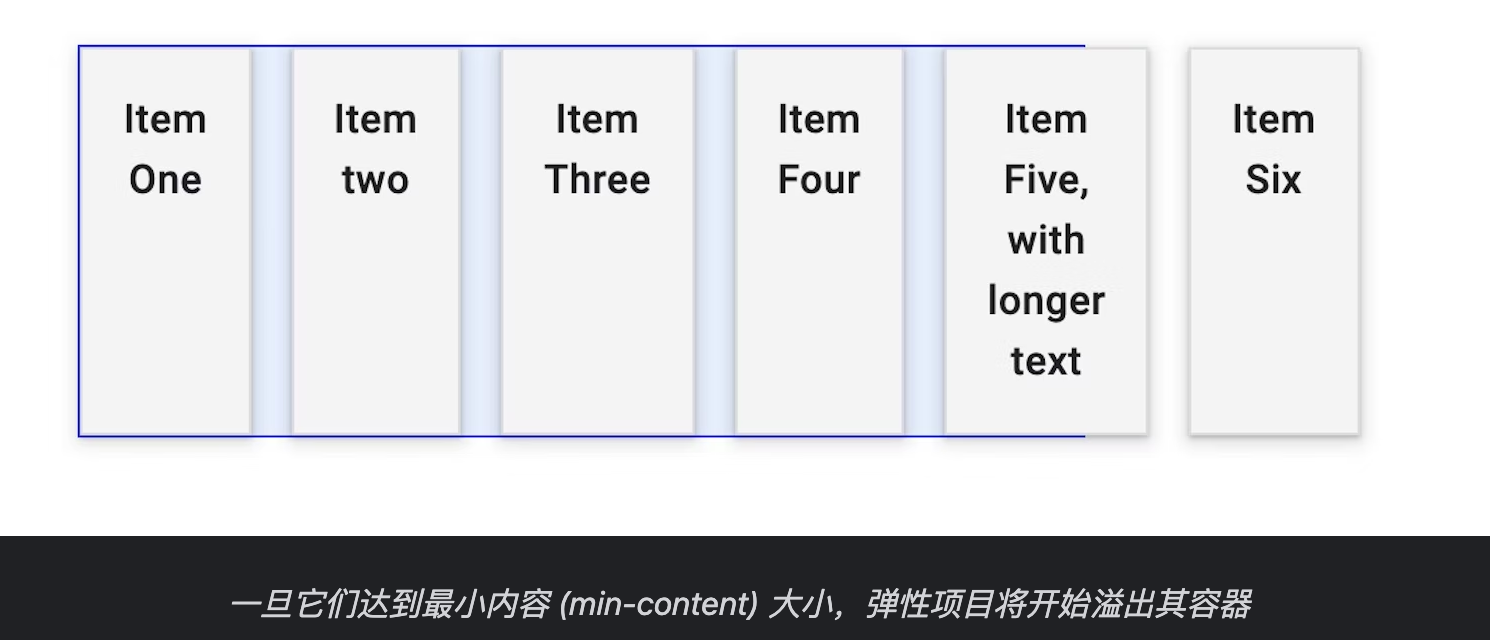 Item
One
Item
two
Item
Three
Item
Four
Item
Five,
with
longer
text
Item
Six
一旦它们达到最小内容 (min-content) 大小，弹性项目将开始溢出其容器